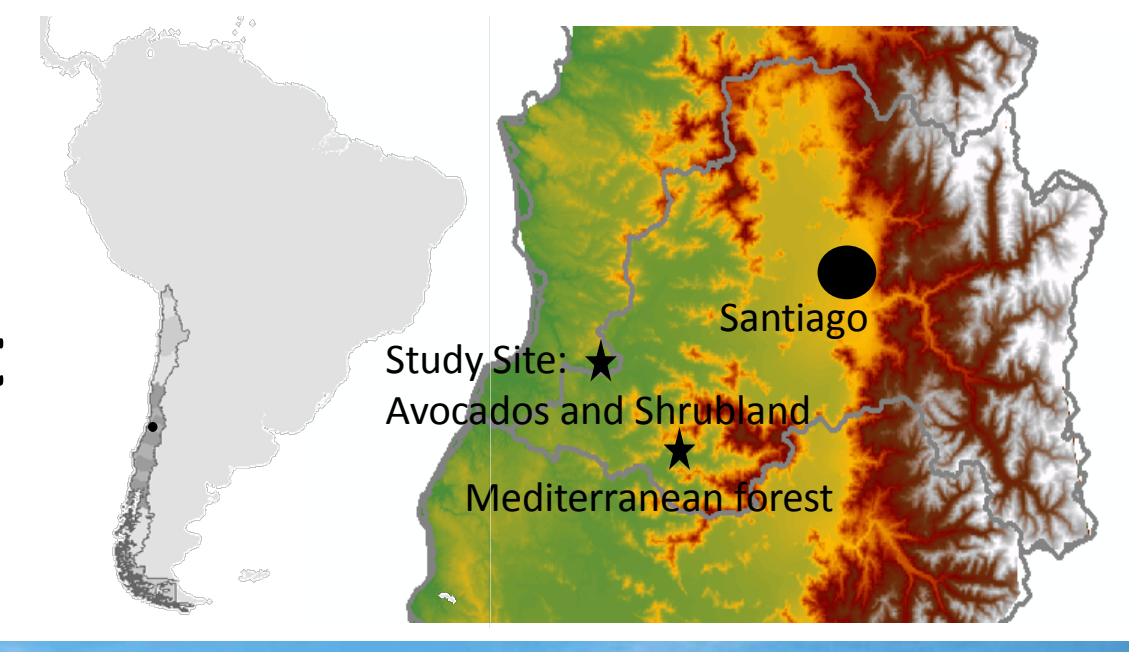 Santiago
Study Site:
Avocados and Shrubland
Mediterranean forest